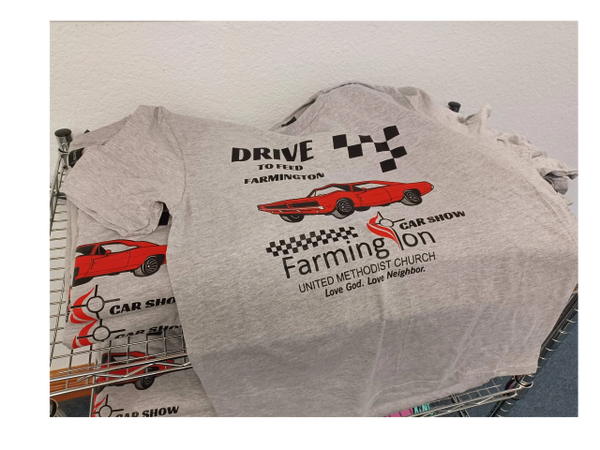 DRIVE
TO FEED
FARMINGTON
CAR SHOW
Farmington
UNITED METHODIST CHURCH
Love God. Love Neighbor.
CAR SHO
CAR SHOW
CAR SHOW